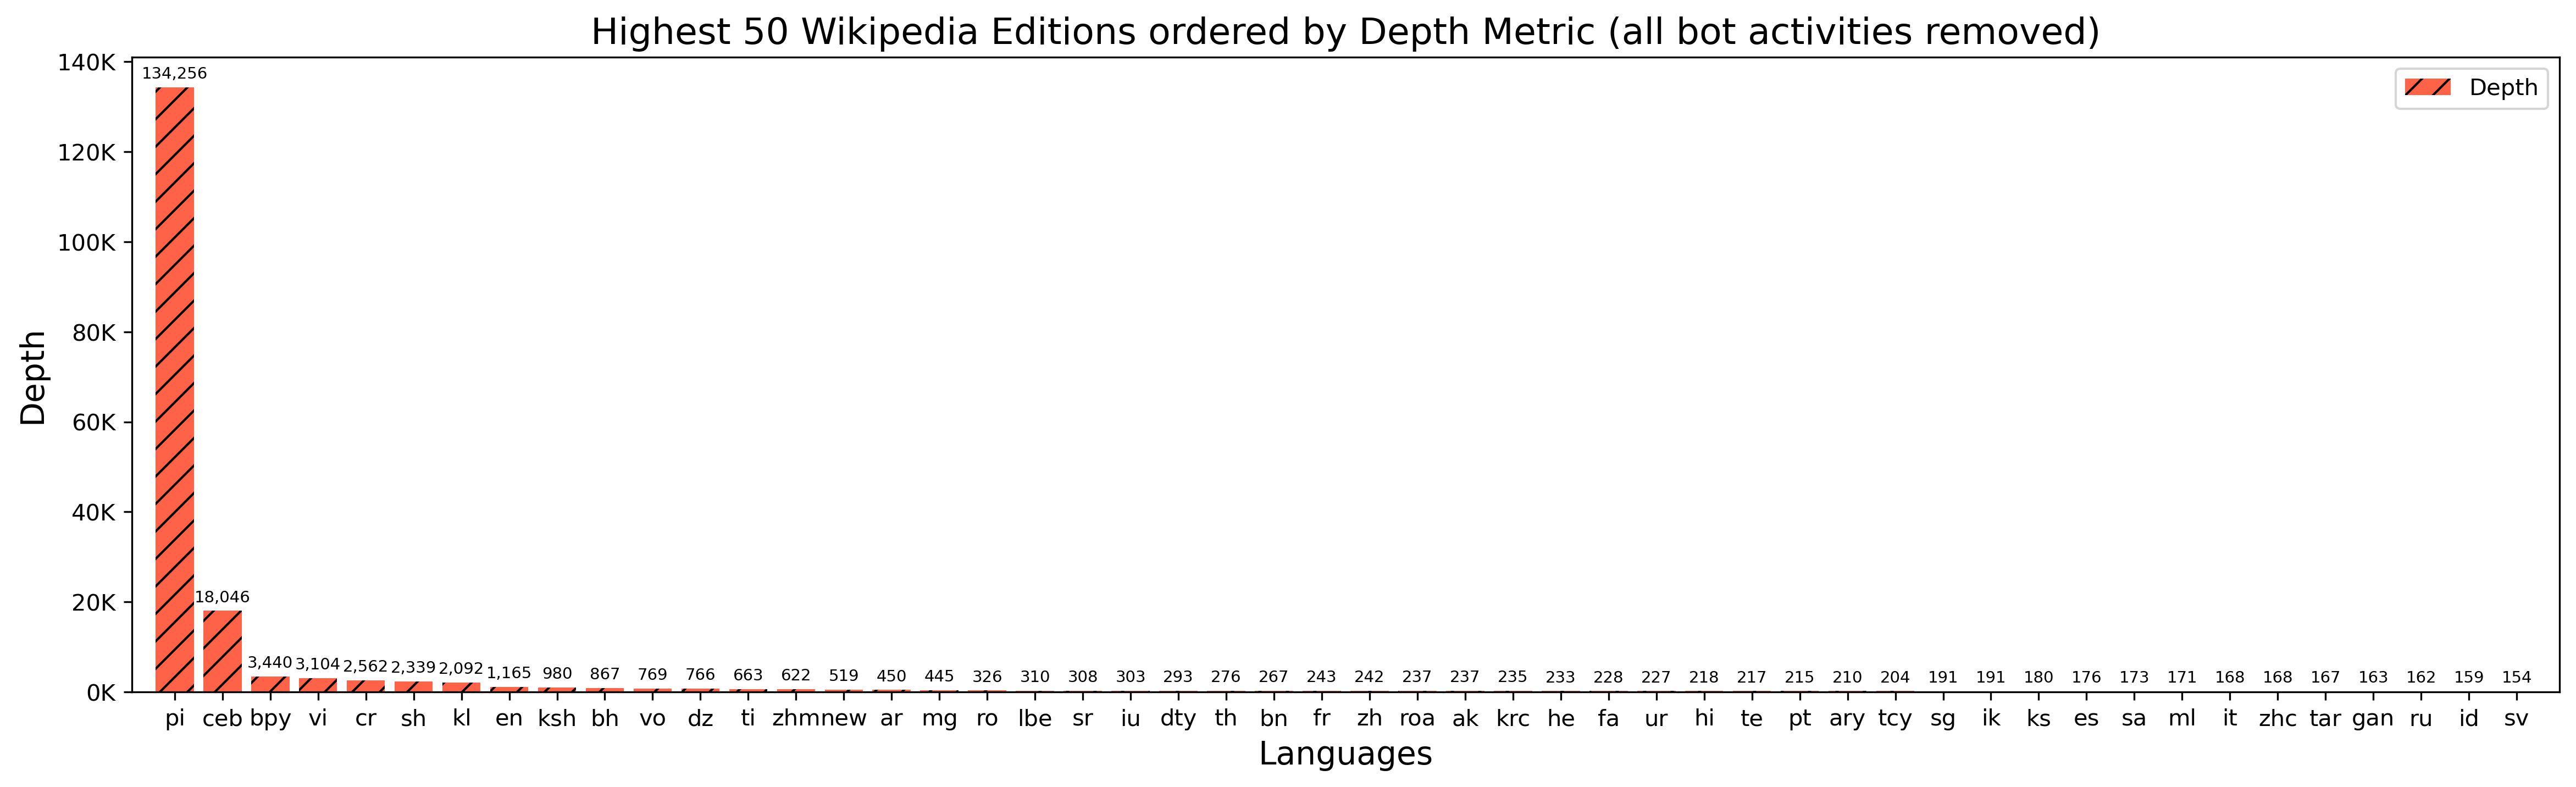 Highest 50 Wikipedia Editions ordered by Depth Metric (all bot activities removed)
Depth
140K
120K
100K
80K
60K
40K
20K
0K
Depth
134,256 18,046 3,440 3,104 2,562 2,339 2,092 1,165 980 867 769 766 663 622 519 450 445 326 310 308 303 293 276 267 243 242 237 237 235 233 228 227 218 217 215 210 204 191 191 180 176 173 171 168 168 167 163 162 159 154
pi ceb bpy vi cr sh kl en ksh bh vo dz ti zhm new ar mg ro lbe sr iu dty th bn fr zh roa ak krc he fa ur hi te pt ary tcy sg ik ks es sa ml it zhc tar gan ru id sv
Languages